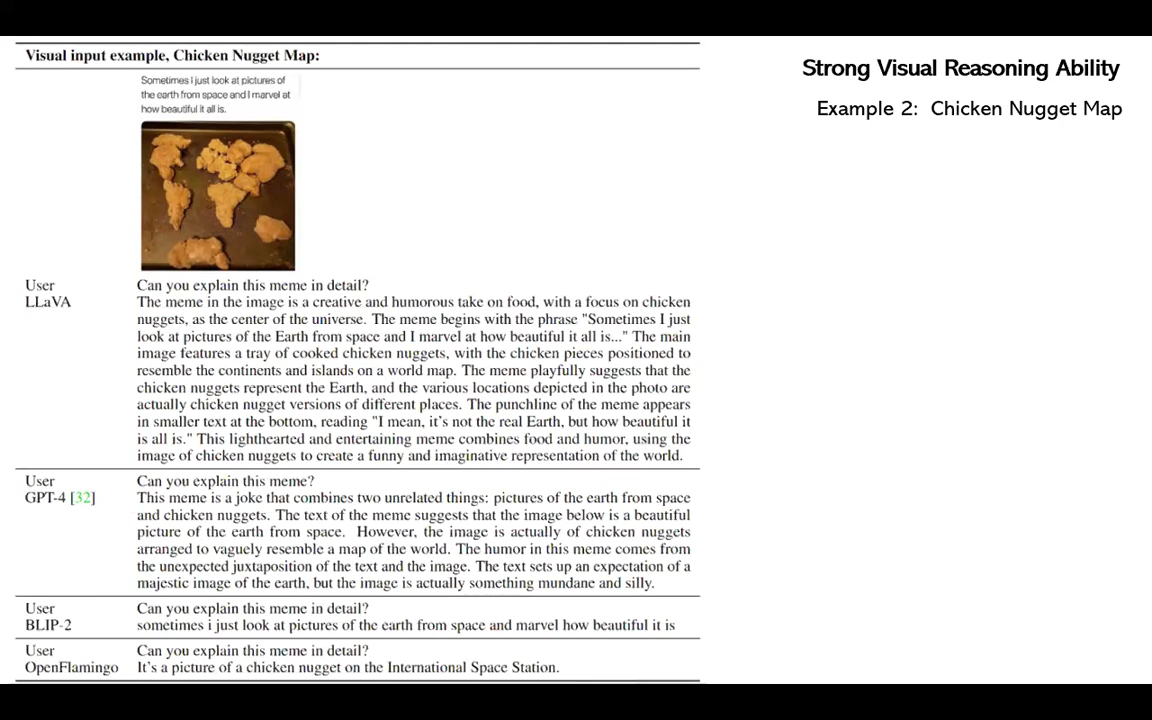 Visual input example, Chicken Nugget Map:
Sometimes I just look at pictures of
the earth from space and I marvel at
how beautiful it all is.
User Can you explain this meme in detail?
LLaVA The meme in the image is a creative and humorous take on food, with a focus on chicken
nuggets, as the center of the universe. The meme begins with the phrase "Sometimes I just
look at pictures of the Earth from space and I marvel at how beautiful it all is..." The main
image features a tray of cooked chicken nuggets, with the chicken pieces positioned to
resemble the continents and islands on a world map. The meme playfully suggests that the
chicken nuggets represent the Earth, and the various locations depicted in the photo are
actually chicken nugget versions of different places. The punchline of the meme appears
in smaller text at the bottom, reading "I mean, it's not the real Earth, but how beautiful it
is all is." This lighthearted and entertaining meme combines food and humor, using the
image of chicken nuggets to create a funny and imaginative representation of the world.
User Can you explain this meme?
GPT-4 [32] This meme is a joke that combines two unrelated things: pictures of the earth from space
and chicken nuggets. The text of the meme suggests that the image below is a beautiful
picture of the earth from space. However, the image is actually of chicken nuggets
arranged to vaguely resemble a map of the world. The humor in this meme comes from
the unexpected juxtaposition of the text and the image. The text sets up an expectation of a
majestic image of the earth, but the image is actually something mundane and silly.
User Can you explain this meme in detail?
BLIP-2 sometimes i just look at pictures of the earth from space and marvel how beautiful it is
User Can you explain this meme in detail?
OpenFlamingo It's a picture of a chicken nugget on the International Space Station.
Strong Visual Reasoning Ability
Example 2: Chicken Nugget Map